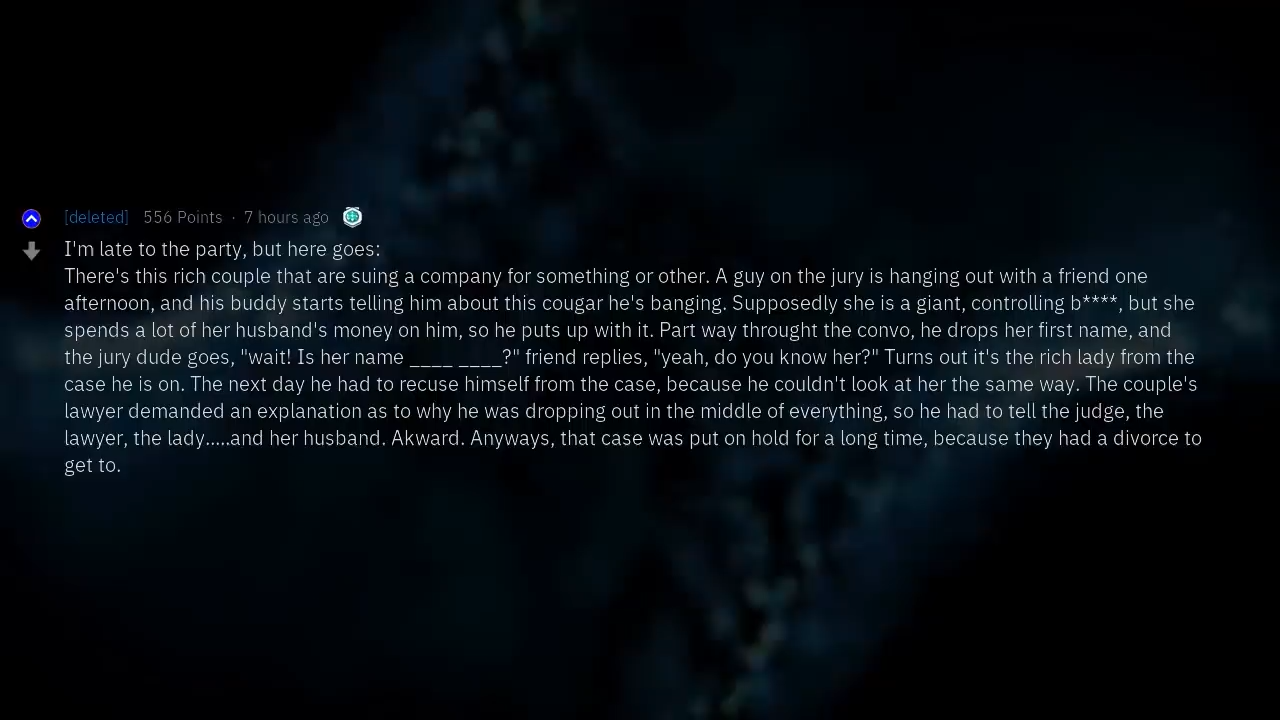 [deleted] 556 Points · 7 hours ago
I'm late to the party, but here goes:
There's this rich couple that are suing a company for something or other. A guy on the jury is hanging out with a friend one
afternoon, and his buddy starts telling him about this cougar he's banging. Supposedly she is a giant, controlling b****, but she
spends a lot of her husband's money on him, so he puts up with it. Part way throught the convo, he drops her first name, and
the jury dude goes, "wait! Is her name ____ ____?" friend replies, "yeah, do you know her?" Turns out it's the rich lady from the
case he is on. The next day he had to recuse himself from the case, because he couldn't look at her the same way. The couple's
lawyer demanded an explanation as to why he was dropping out in the middle of everything, so he had to tell the judge, the
lawyer, the lady.....and her husband. Akward. Anyways, that case was put on hold for a long time, because they had a divorce to
get to.